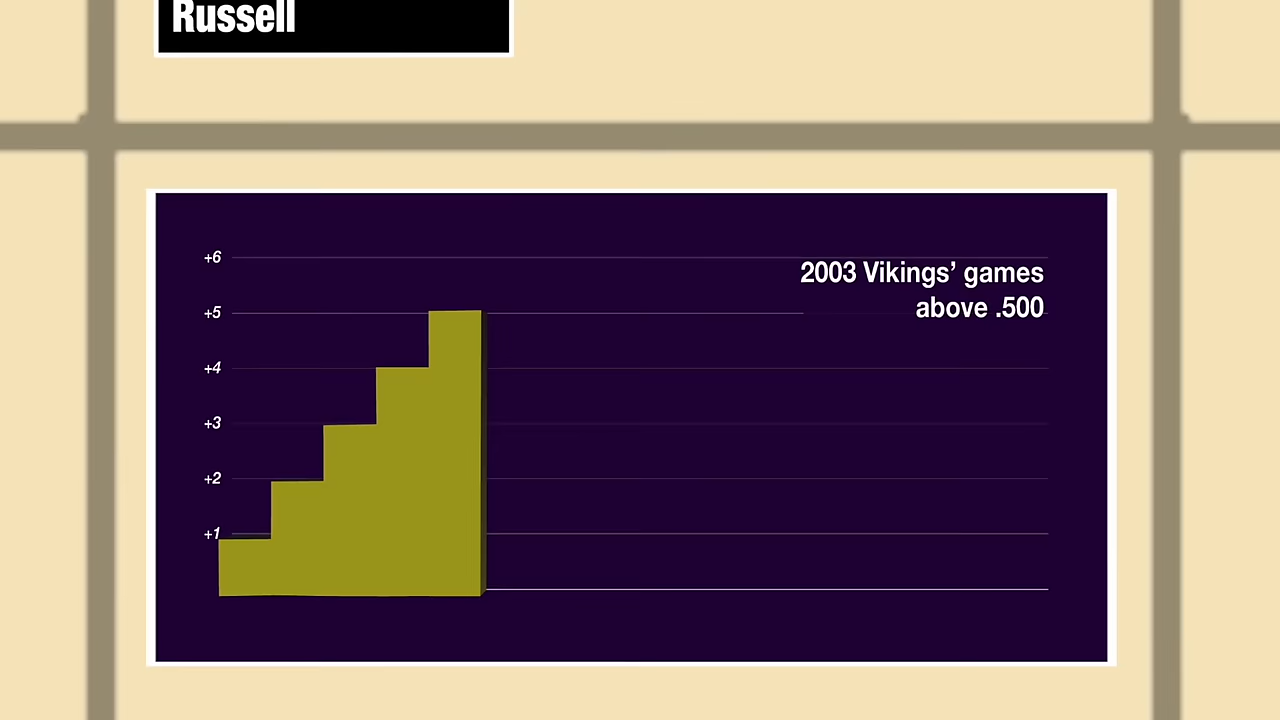 Russell
2003 Vikings’ games
above .500
+6
+5
+4
+3
+2
+1